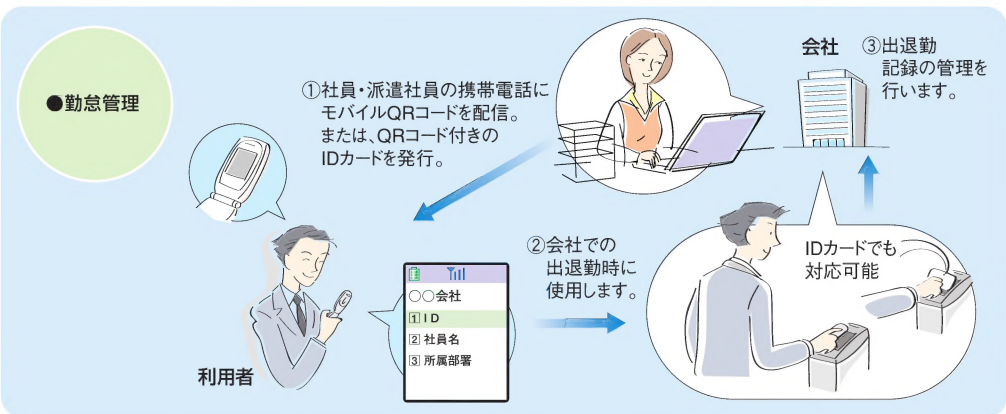 ●勤怠管理
①社員・派遣社員の携帯電話に
モバイルQRコードを配信。
または、QRコード付きの
IDカードを発行。
会社
③出退勤
記録の管理を
行います。
利用者
○○会社
1 ID
2 社員名
3 所属部署
②会社での
出退勤時に
使用します。
IDカードでも
対応可能